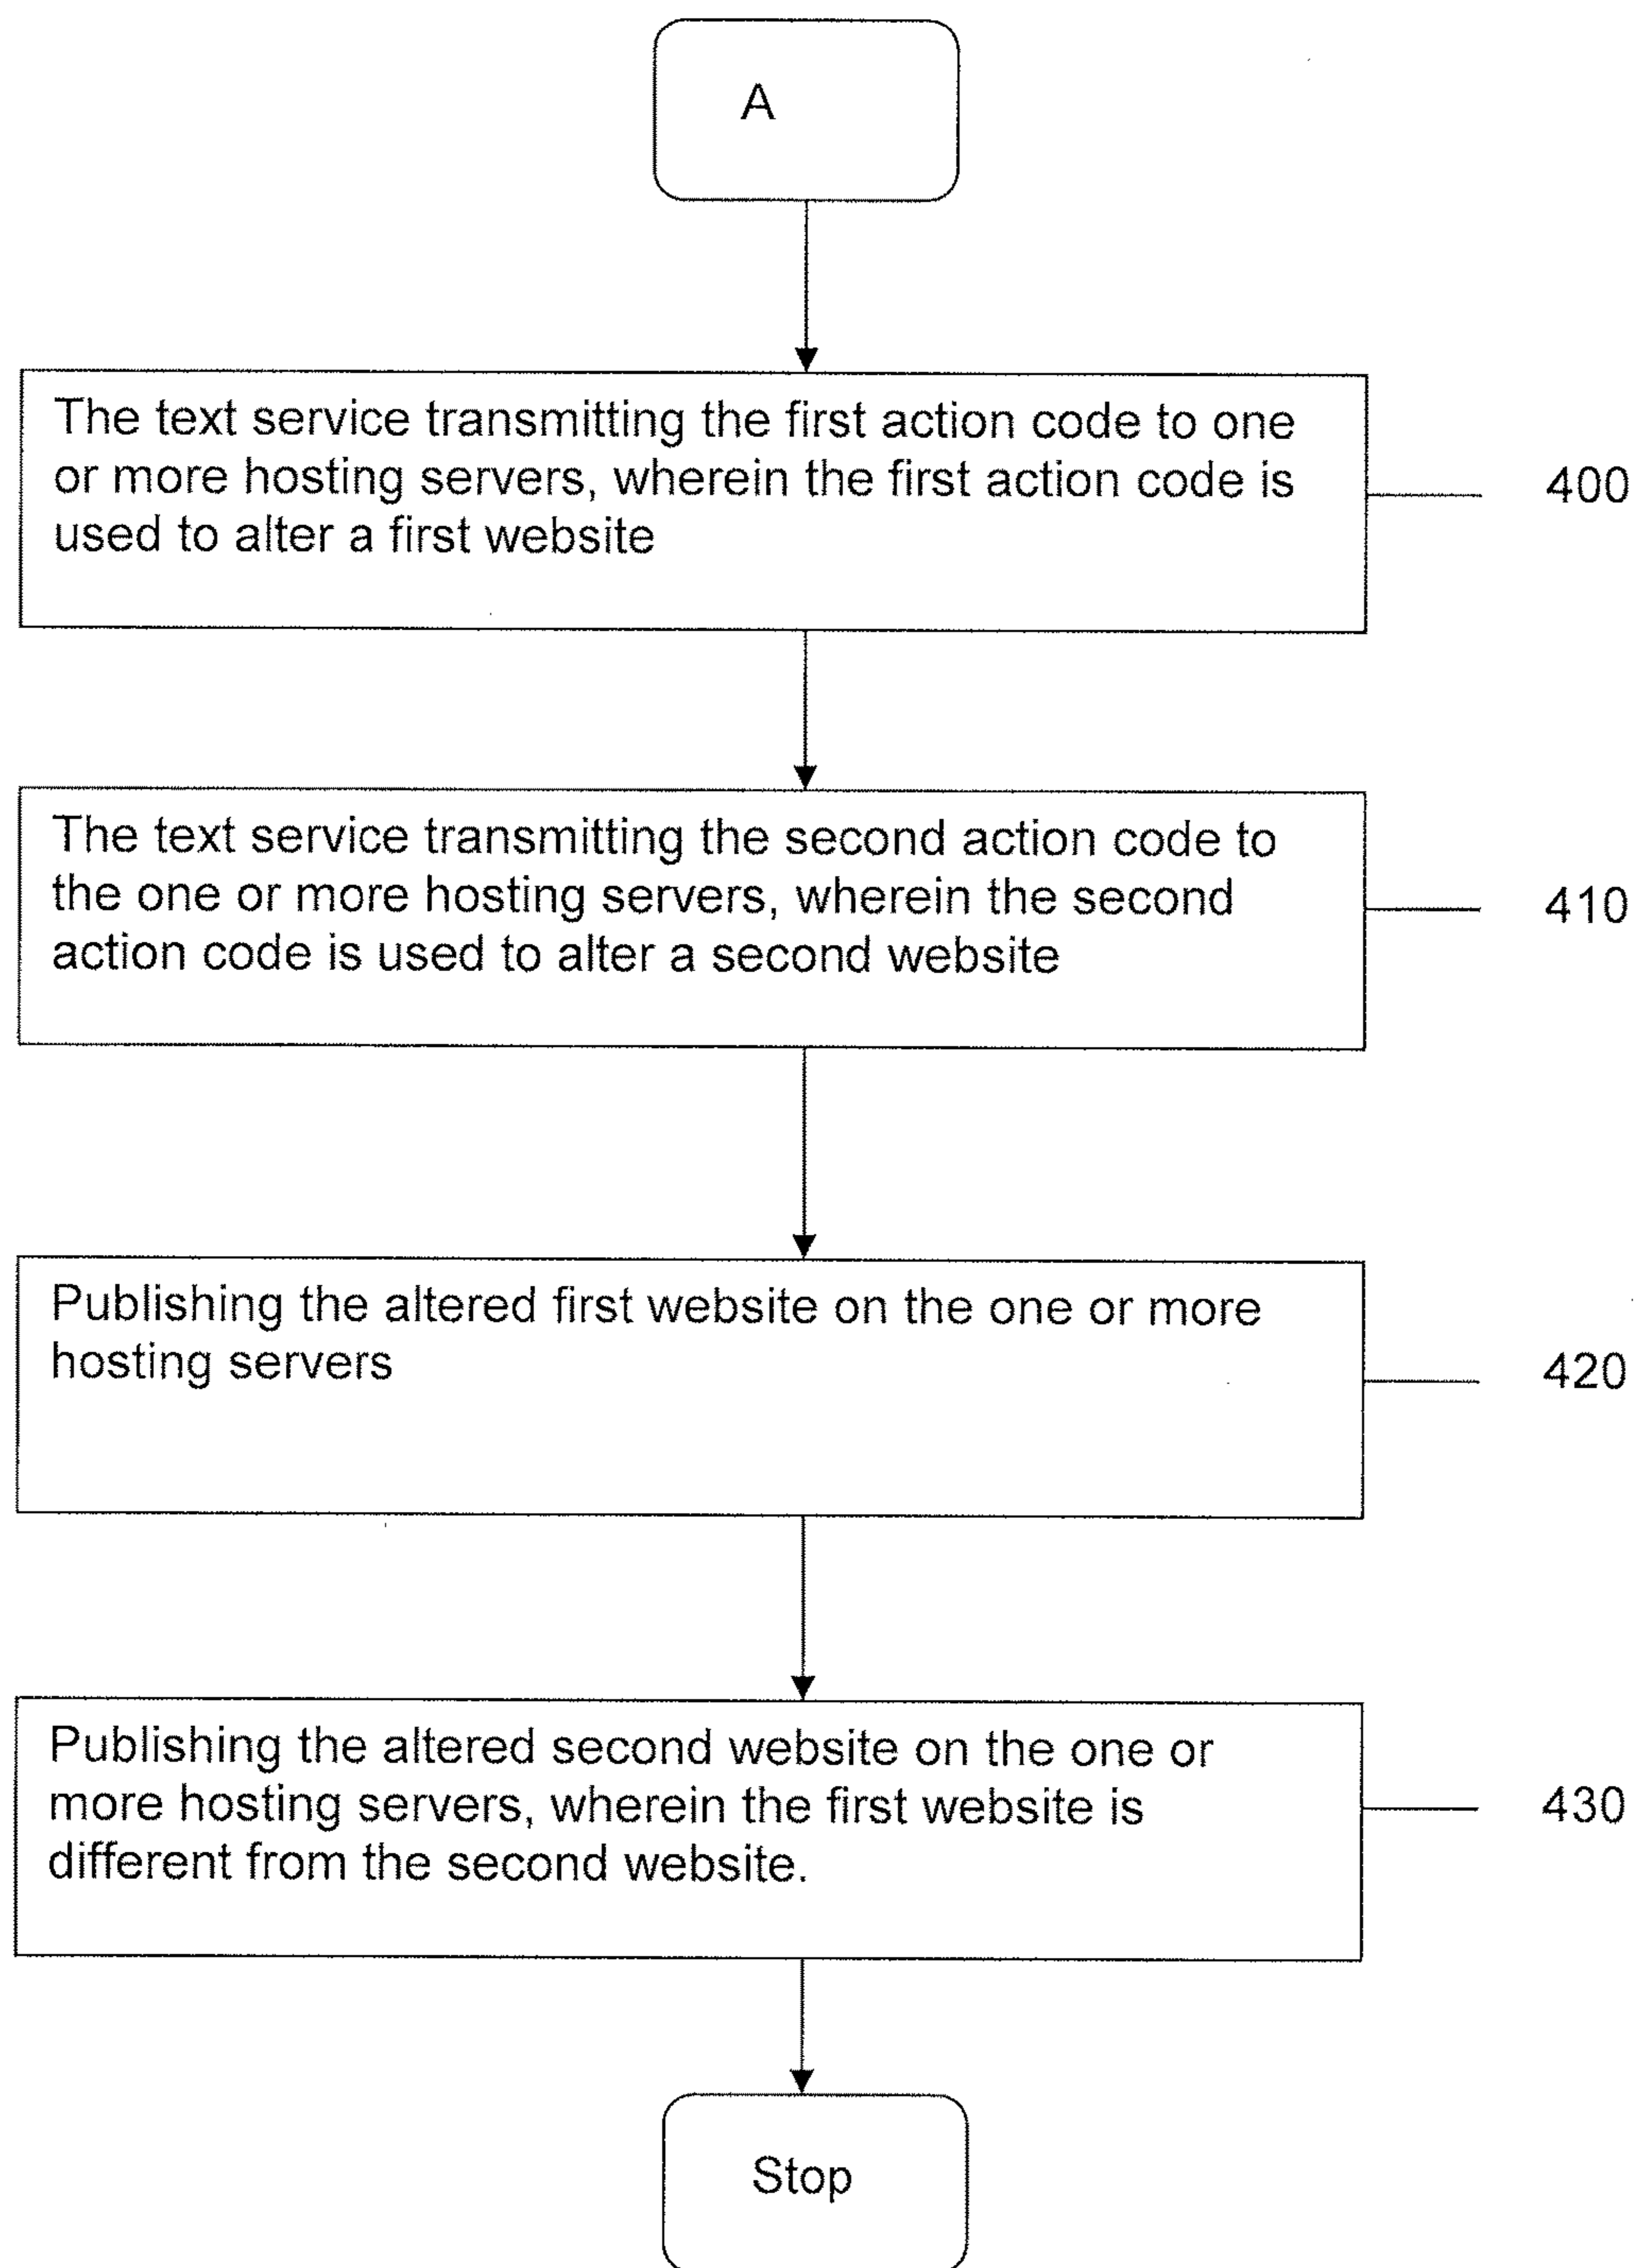 A
The text service transmitting the first action code to one
or more hosting servers, wherein the first action code is
used to alter a first website
400
The text service transmitting the second action code to
the one or more hosting servers, wherein the second
action code is used to alter a second website
410
Publishing the altered first website on the one or more
hosting servers
420
Publishing the altered second website on the one or
more hosting servers, wherein the first website is
different from the second website.
430
Stop